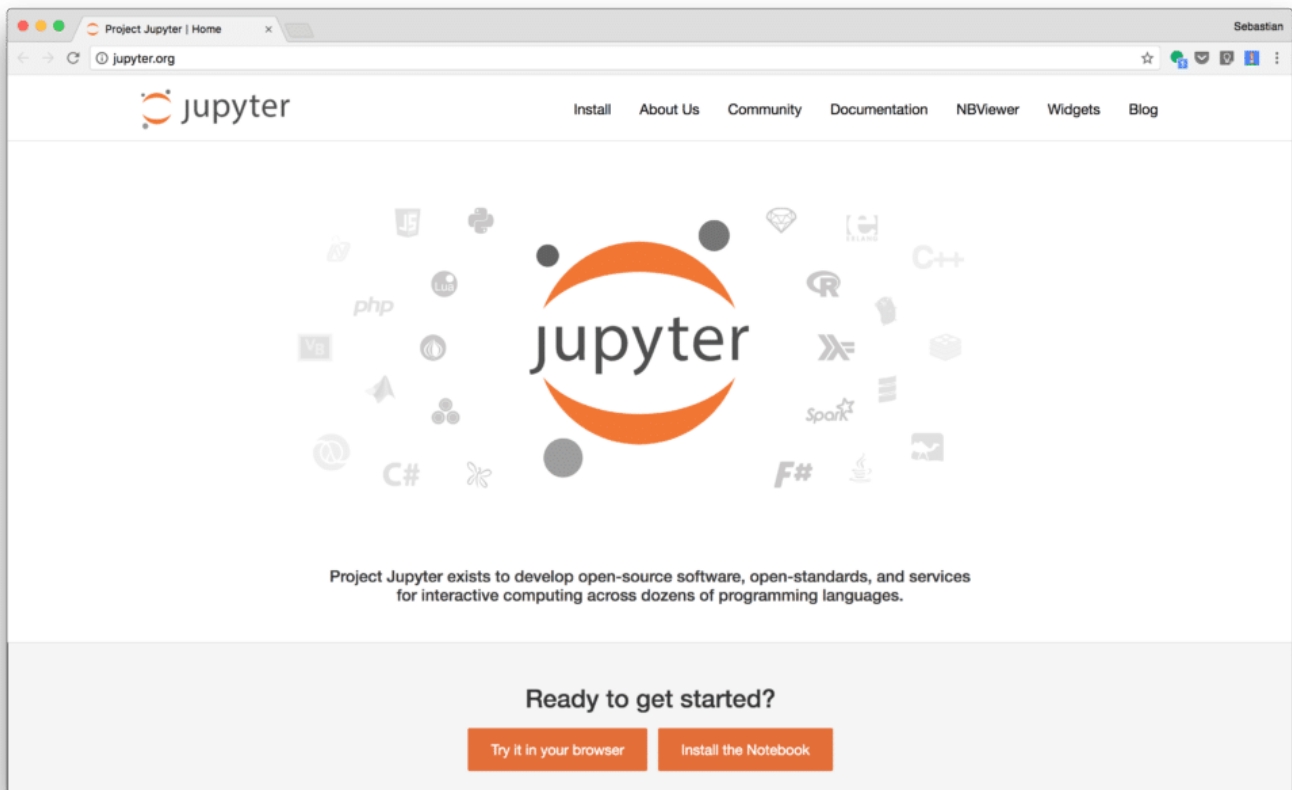 Project Jupyter | Home
Sebastian
jupyter.org
jupyter
Install About Us Community Documentation NBViewer Widgets Blog
JS
ERLANG
C++
Lua
R
php
VB
jupyter
Spark
C# F#
Project Jupyter exists to develop open-source software, open-standards, and services
for interactive computing across dozens of programming languages.
Ready to get started?
Try it in your browser Install the Notebook